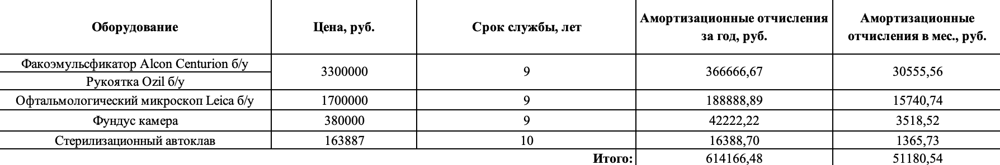 Оборудование
Цена, руб.
Срок службы, лет
Амортизационные отчисления
за год, руб.
Амортизационные
отчисления в мес., руб.
Факоэмульсфикатор Alcon Centurion б/у
Рукоятка Ozil б/у
3300000
9
366666,67
30555,56
Офтальмологический микроскоп Leica б/у
1700000
9
188888,89
15740,74
Фундус камера
380000
9
42222,22
3518,52
Стерилизационный автоклав
163887
10
16388,70
1365,73
Итого:
614166,48
51180,54